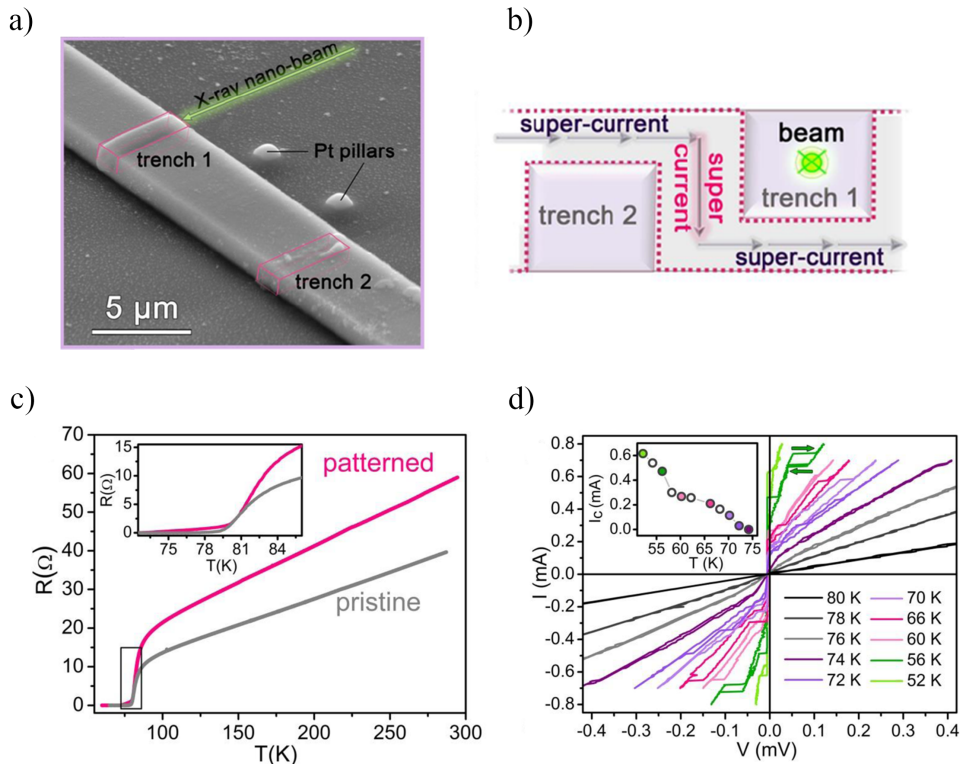 a)
X-ray nano-beam
trench 1
Pt pillars
trench 2
5 μm
b)
super-current
super
current
beam
trench 1
trench 2
super-current
c)
70
60
50
40
30
20
10
0
R(Ω)
15
10
5
0
R(Ω)
75 78 81 84
T(K)
patterned
pristine
100 150 200 250 300
T(K)
d)
0.8
0.6
0.4
0.2
0.0
-0.2
-0.4
-0.6
-0.8
I (mA)
0.6
0.4
0.2
0.0
I_C (mA)
55 60 65 70 75
T (K)
80 K
78 K
76 K
74 K
72 K
70 K
66 K
60 K
56 K
52 K
-0.4 -0.3 -0.2 -0.1 0.0 0.1 0.2 0.3 0.4
V (mV)